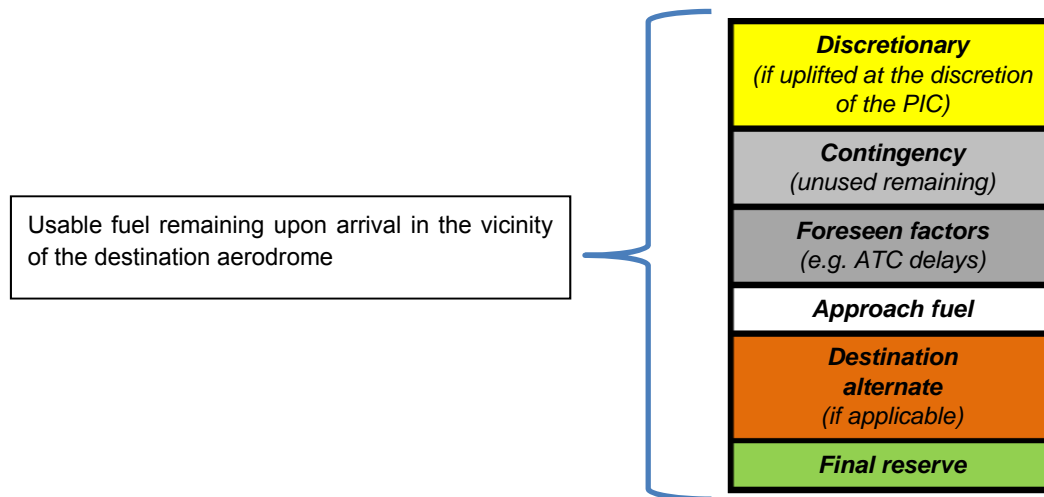 Discretionary
(if uplifted at the discretion
of the PIC)
Contingency
(unused remaining)
Usable fuel remaining upon arrival in the vicinity
of the destination aerodrome
Foreseen factors
(e.g. ATC delays)
Approach fuel
Destination
alternate
(if applicable)
Final reserve